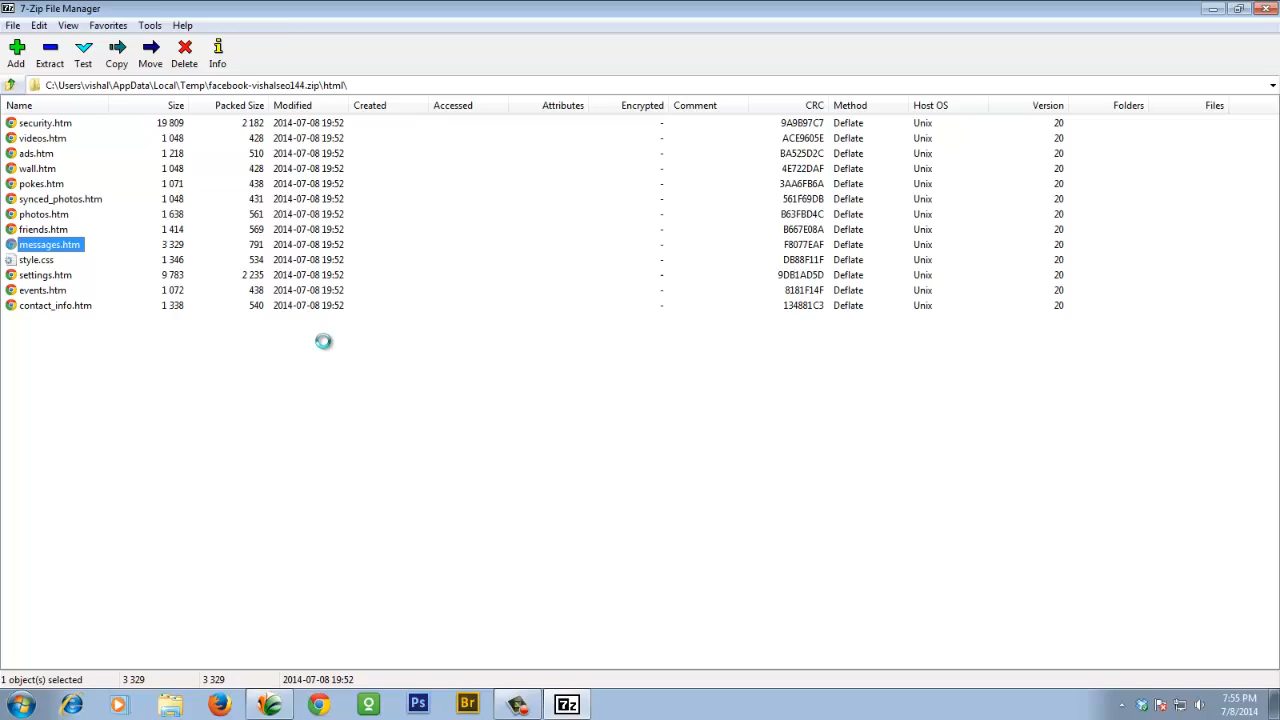 7z 7-Zip File Manager
File Edit View Favorites Tools Help
Add Extract Test Copy Move Delete Info
C:\Users\vishal\AppData\Local\Temp\facebook-vishalseo144.zip\html\
Name Size Packed Size Modified Created Accessed Attributes Encrypted Comment CRC Method Host OS Version Folders Files
security.htm 19 809 2 182 2014-07-08 19:52 - 9A9B97C7 Deflate Unix 20
videos.htm 1 048 428 2014-07-08 19:52 - ACE9605E Deflate Unix 20
ads.htm 1 218 510 2014-07-08 19:52 - BA525D2C Deflate Unix 20
wall.htm 1 048 428 2014-07-08 19:52 - 4E722DAF Deflate Unix 20
pokes.htm 1 071 438 2014-07-08 19:52 - 3AA6FB6A Deflate Unix 20
synced_photos.htm 1 048 431 2014-07-08 19:52 - 561F69DB Deflate Unix 20
photos.htm 1 638 561 2014-07-08 19:52 - B63FBD4C Deflate Unix 20
friends.htm 1 414 569 2014-07-08 19:52 - B667E08A Deflate Unix 20
messages.htm 3 329 791 2014-07-08 19:52 - F8077EAF Deflate Unix 20
style.css 1 346 534 2014-07-08 19:52 - DB88F11F Deflate Unix 20
settings.htm 9 783 2 235 2014-07-08 19:52 - 9DB1AD5D Deflate Unix 20
events.htm 1 072 438 2014-07-08 19:52 - 8181F14F Deflate Unix 20
contact_info.htm 1 338 540 2014-07-08 19:52 - 134881C3 Deflate Unix 20
1 object(s) selected 3 329 3 329 2014-07-08 19:52
Ps Br 7z 7:55 PM
7/8/2014